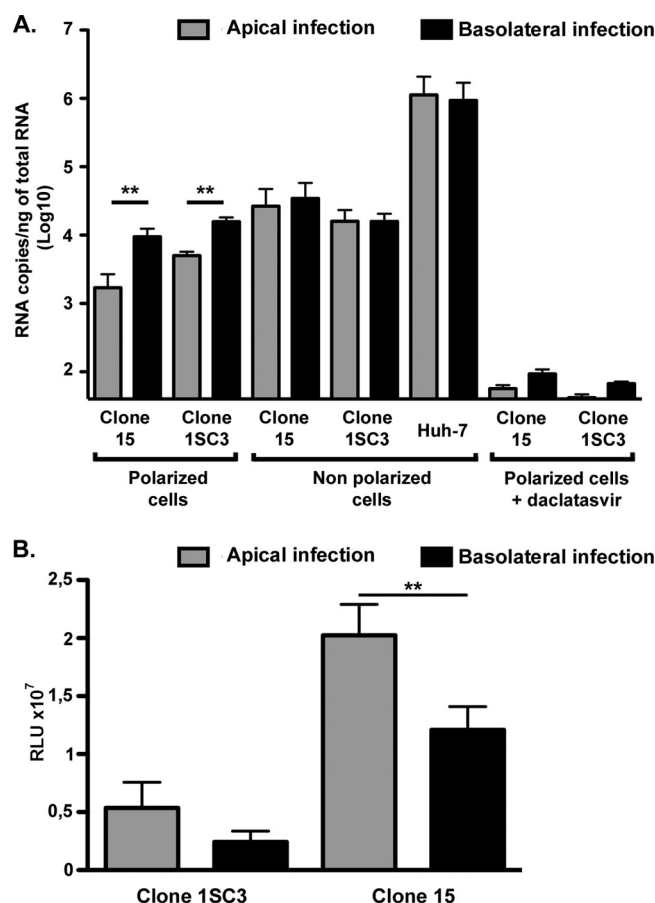 A.
Apical infection Basolateral infection
7
6
5
4
3
2
RNA copies/ng of total RNA
(Log10)
** **
Clone Clone Clone Clone Huh-7 Clone Clone
15 1SC3 15 1SC3 15 1SC3
Polarized Non polarized Polarized cells
cells cells + daclatasvir
B.
Apical infection Basolateral infection
2,5
2
1,5
1
0,5
0
RLU x10⁷
**
Clone 1SC3 Clone 15